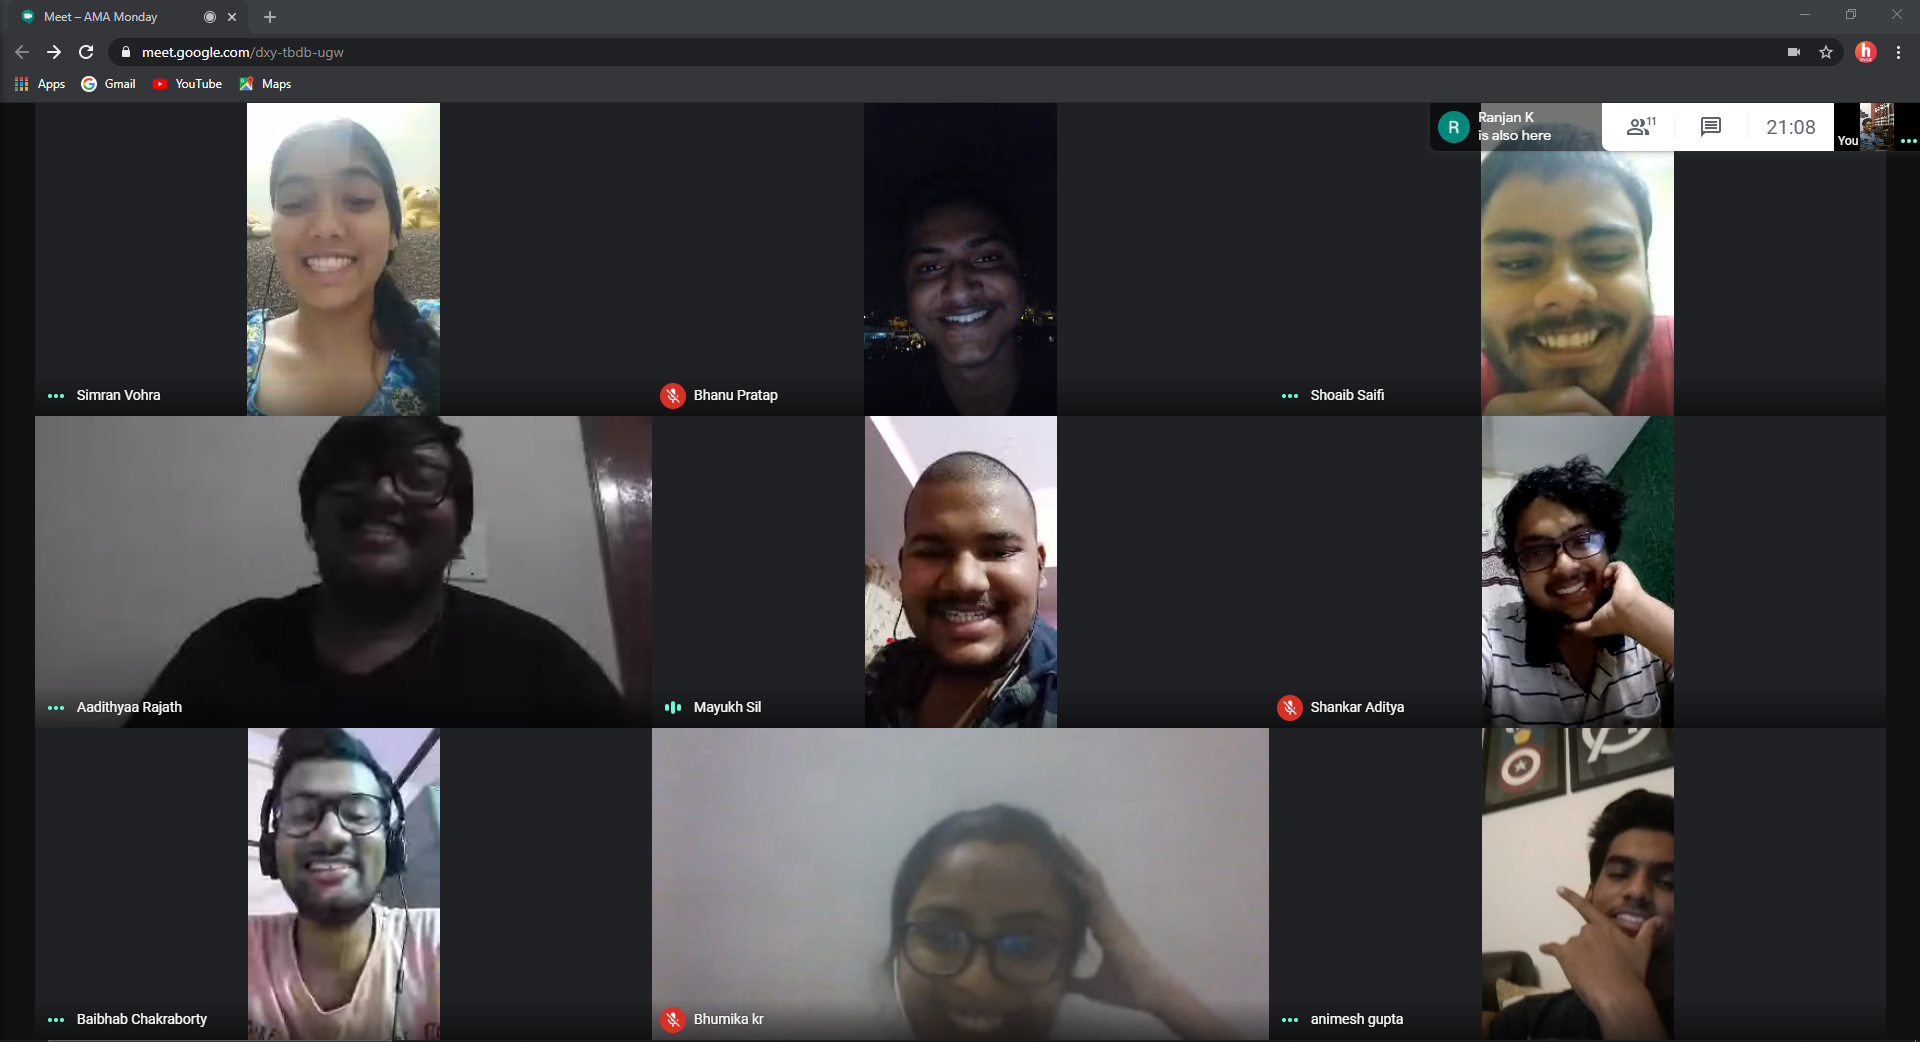 Meet – AMA Monday
meet.google.com/dxy-tbdb-ugw
h
Apps
Gmail
YouTube
Maps
R
Ranjan K
is also here
11
21:08
You
Simran Vohra
Bhanu Pratap
Shoaib Saifi
Aadithyaa Rajath
Mayukh Sil
Shankar Aditya
Baibhab Chakraborty
Bhumika kr
animesh gupta